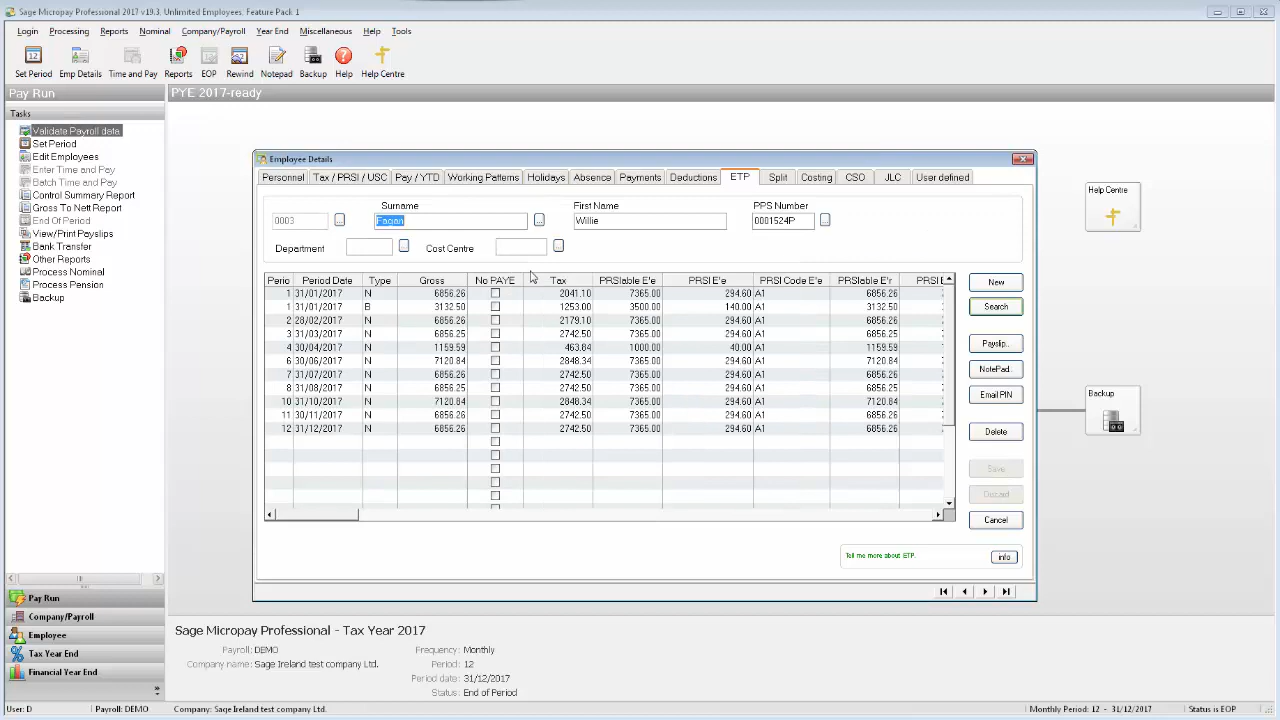 Sage Micropay Professional 2017 v19.3, Unlimited Employees, Feature Pack 1
Login Processing Reports Nominal Company/Payroll Year End Miscellaneous Help Tools
Set Period Emp Details Time and Pay Reports EOP Rewind Notepad Backup Help Help Centre
Pay Run
PYE 2017-ready
Tasks
Validate Payroll data
Set Period
Edit Employees
Enter Time and Pay
Batch Time and Pay
Control Summary Report
Gross To Nett Report
End Of Period
View/Print Payslips
Bank Transfer
Other Reports
Process Nominal
Process Pension
Backup
Employee Details
Personnel Tax / PRSI / USC Pay / YTD Working Patterns Holidays Absence Payments Deductions ETP Split Costing CSO JLC User defined
Surname First Name PPS Number
0003 ... Fagan ... Willie 0001524P ...
Department ... Cost Centre ...
Perio Period Date Type Gross No PAYE Tax PRSIable E'e PRSI E'e PRSI Code E'e PRSIable E'r PRSI E
1 31/01/2017 N 6856.26 2041.10 7365.00 294.60 A1 6856.26
1 31/01/2017 R 3132.50 1253.00 3500.00 140.00 A1 3132.50
2 28/02/2017 N 6856.26 2179.10 7365.00 294.60 A1 6856.26
3 31/03/2017 N 6856.25 2742.50 7365.00 294.60 A1 6856.25
4 30/04/2017 N 1159.59 463.84 1000.00 40.00 A1 1159.59
6 30/06/2017 N 7120.84 2848.34 7365.00 294.60 A1 7120.84
7 31/07/2017 N 6856.26 2742.50 7365.00 294.60 A1 6856.26
8 31/08/2017 N 6856.25 2742.50 7365.00 294.60 A1 6856.25
10 31/10/2017 N 7120.84 2848.34 7365.00 294.60 A1 7120.84
11 30/11/2017 N 6856.26 2742.50 7365.00 294.60 A1 6856.26
12 31/12/2017 N 6856.26 2742.50 7365.00 294.60 A1 6856.26
New
Search
Payslip..
NotePad..
Email PIN
Delete
Save
Discard
Cancel
Tell me more about ETP. info
Help Centre
Backup
Pay Run
Company/Payroll
Employee
Tax Year End
Financial Year End
Sage Micropay Professional - Tax Year 2017
Payroll: DEMO Frequency: Monthly
Company name: Sage Ireland test company Ltd. Period: 12
Period date: 31/12/2017
Status: End of Period
User: D Payroll: DEMO Company: Sage Ireland test company Ltd. Monthly Period: 12 - 31/12/2017 Status is EOP